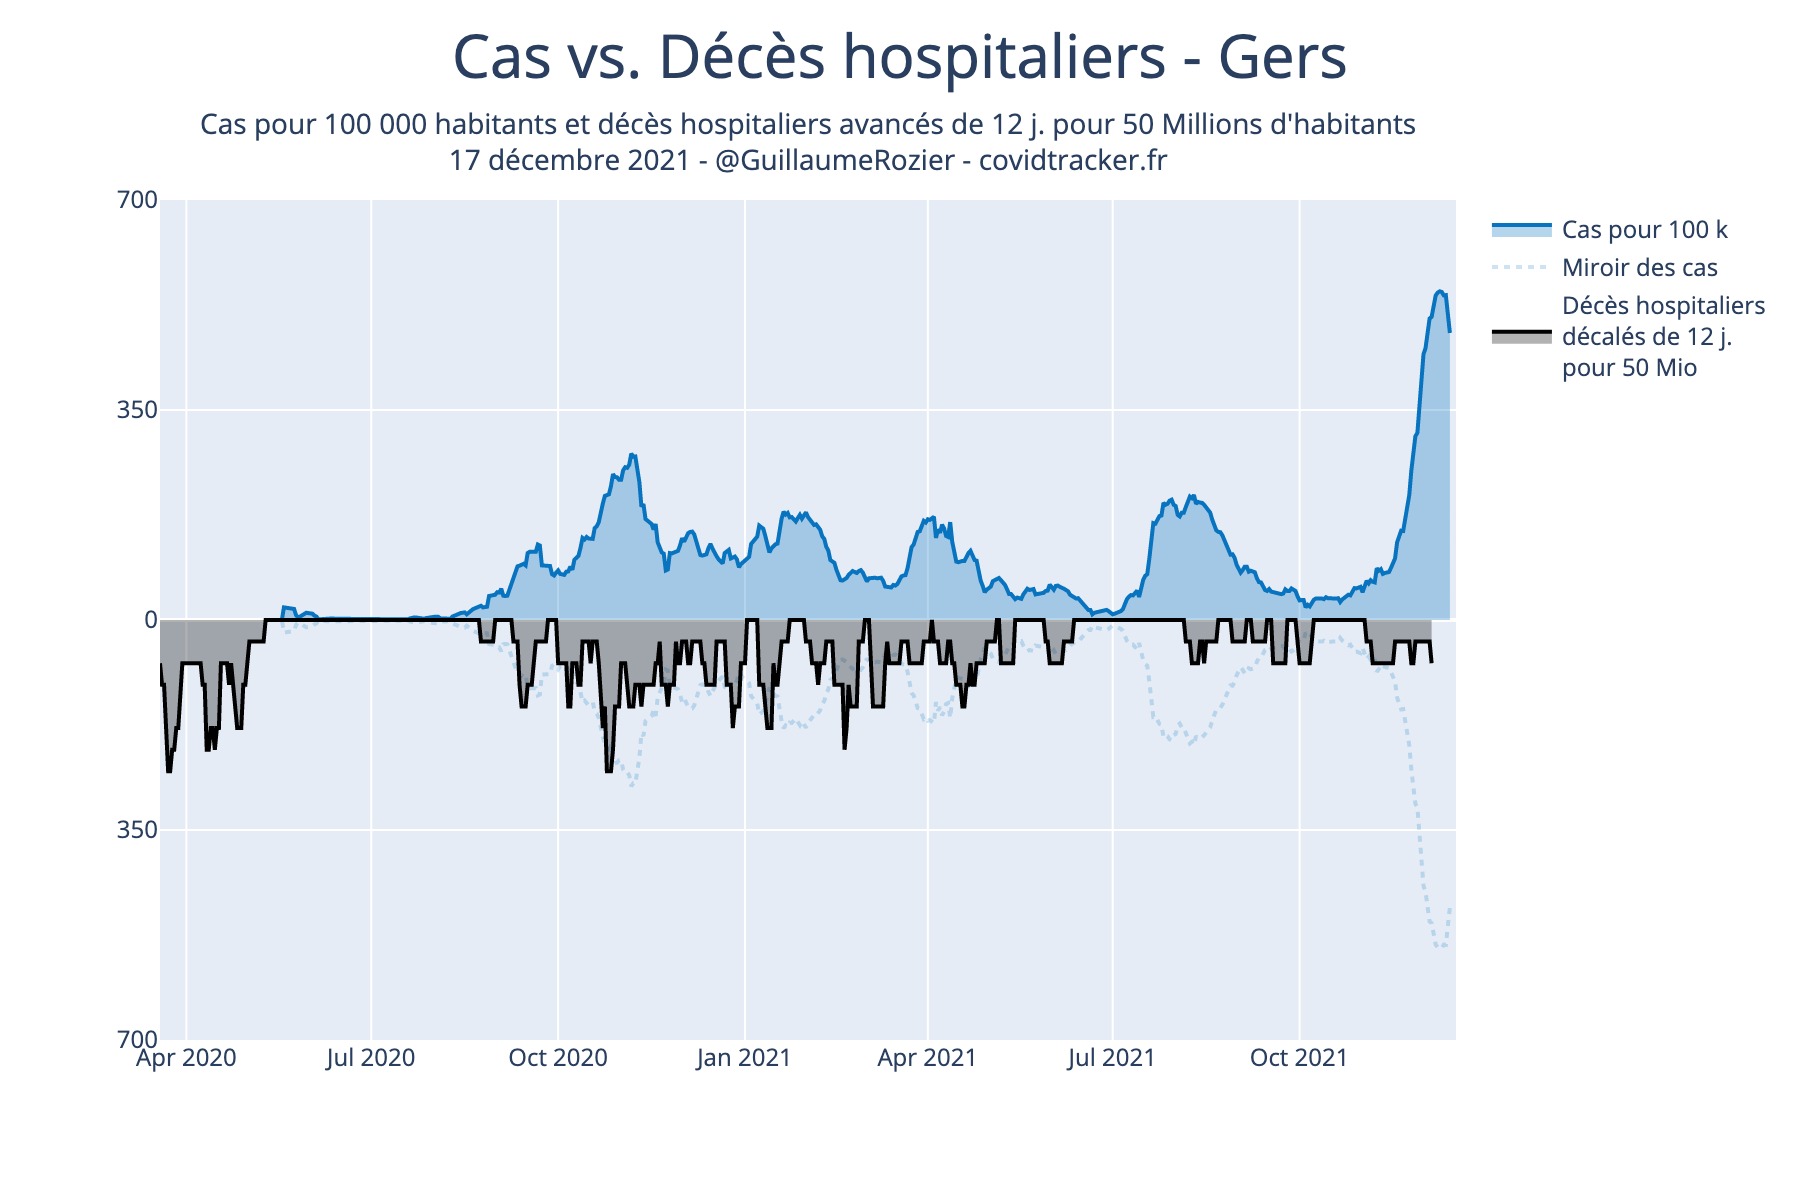 Cas vs. Décès hospitaliers - Gers
Cas pour 100 000 habitants et décès hospitaliers avancés de 12 j. pour 50 Millions d'habitants
17 décembre 2021 - @GuillaumeRozier - covidtracker.fr
700
350
0
350
700
Apr 2020
Jul 2020
Oct 2020
Jan 2021
Apr 2021
Jul 2021
Oct 2021
Cas pour 100 k
Miroir des cas
Décès hospitaliers
décalés de 12 j.
pour 50 Mio